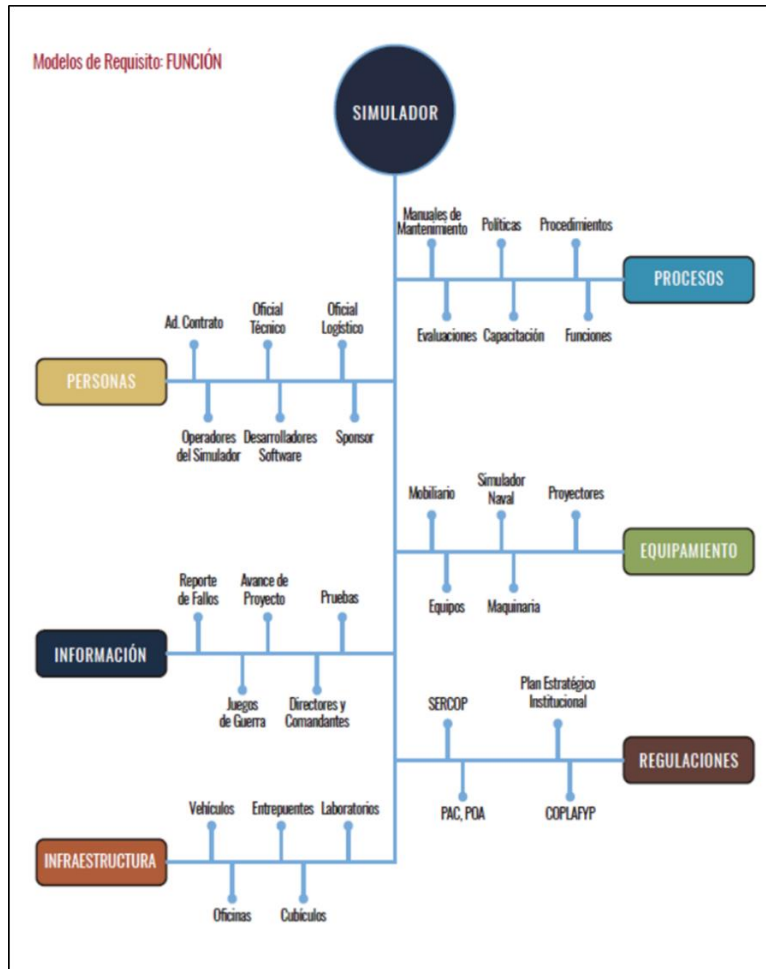 Modelos de Requisito: FUNCIÓN
SIMULADOR
Manuales de
Mantenimiento
Políticas
Procedimientos
PROCESOS
Evaluaciones
Capacitación
Funciones
Ad. Contrato
Oficial
Técnico
Oficial
Logístico
PERSONAS
Operadores
del Simulador
Desarrolladores
Software
Sponsor
Mobiliario
Simulador
Naval
Proyectores
EQUIPAMIENTO
Equipos
Maquinaria
Reporte
de Fallos
Avance de
Proyecto
Pruebas
INFORMACIÓN
Juegos
de Guerra
Directores y
Comandantes
SERCOP
Plan Estratégico
Institucional
REGULACIONES
PAC, POA
COPLAFYP
Vehículos
Entrepuentes
Laboratorios
INFRAESTRUCTURA
Oficinas
Cubículos